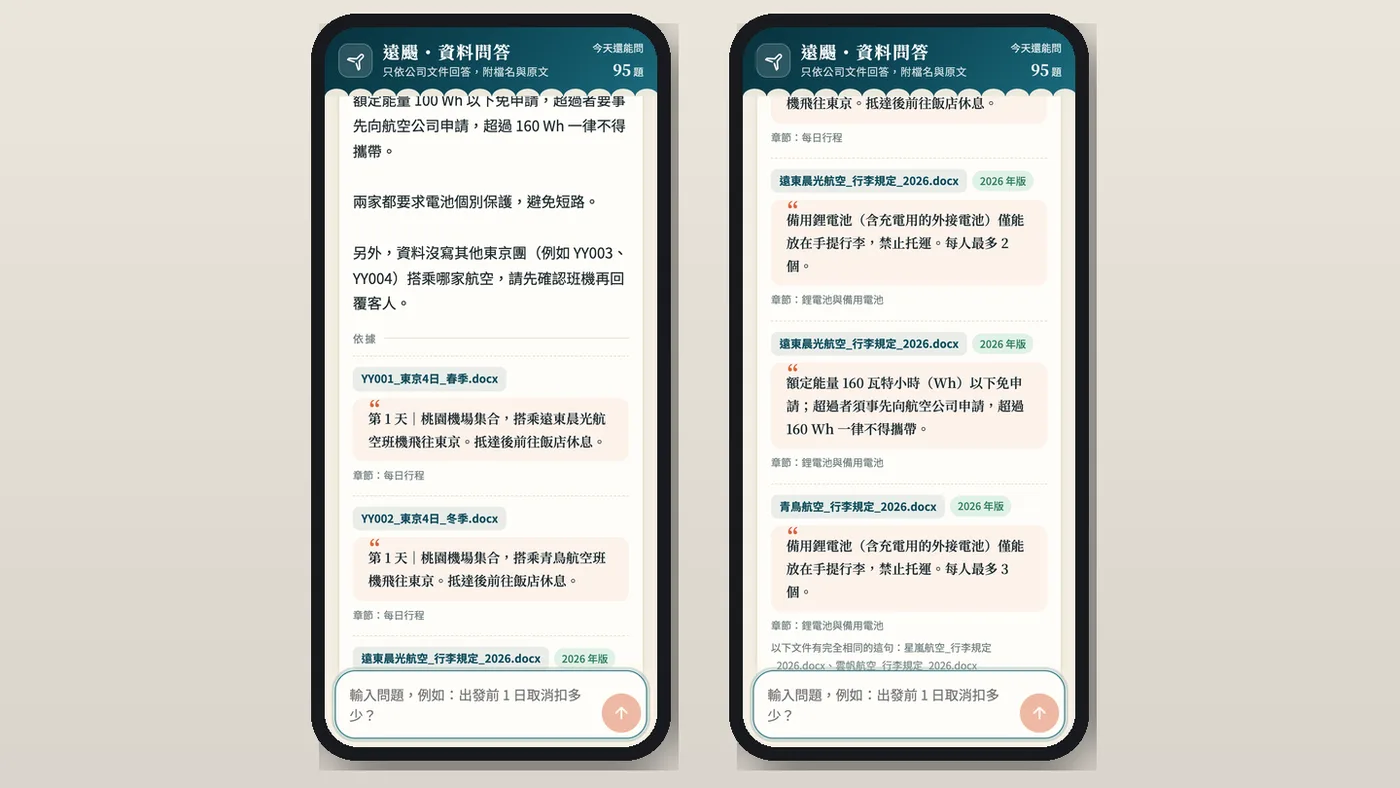 遠颺・資料問答
只依公司文件回答，附檔名與原文
今天還能問
95 題
額定能量 100 Wh 以下免申請，超過者要事
先向航空公司申請，超過 160 Wh 一律不得
攜帶。
兩家都要求電池個別保護，避免短路。
另外，資料沒寫其他東京團（例如 YY003、
YY004）搭乘哪家航空，請先確認班機再回
覆客人。
依據
YY001_東京4日_春季.docx
“
第 1 天｜桃園機場集合，搭乘遠東晨光航
空班機飛往東京。抵達後前往飯店休息。
章節：每日行程
YY002_東京4日_冬季.docx
“
第 1 天｜桃園機場集合，搭乘青鳥航空班
機飛往東京。抵達後前往飯店休息。
章節：每日行程
遠東晨光航空_行李規定_2026.docx
2026 年版
輸入問題，例如：出發前 1 日取消扣多
少？
遠颺・資料問答
只依公司文件回答，附檔名與原文
今天還能問
95 題
機飛往東京。抵達後前往飯店休息。
章節：每日行程
遠東晨光航空_行李規定_2026.docx
2026 年版
“
備用鋰電池（含充電用的外接電池）僅能
放在手提行李，禁止托運。每人最多 2
個。
章節：鋰電池與備用電池
遠東晨光航空_行李規定_2026.docx
2026 年版
“
額定能量 160 瓦特小時（Wh）以下免申
請；超過者須事先向航空公司申請，超過
160 Wh 一律不得攜帶。
章節：鋰電池與備用電池
青鳥航空_行李規定_2026.docx
2026 年版
“
備用鋰電池（含充電用的外接電池）僅能
放在手提行李，禁止托運。每人最多 3
個。
章節：鋰電池與備用電池
以下文件有完全相同的這句：星嵐航空_行李規定
_2026.docx、雲帆航空_行李規定_2026.docx
輸入問題，例如：出發前 1 日取消扣多
少？